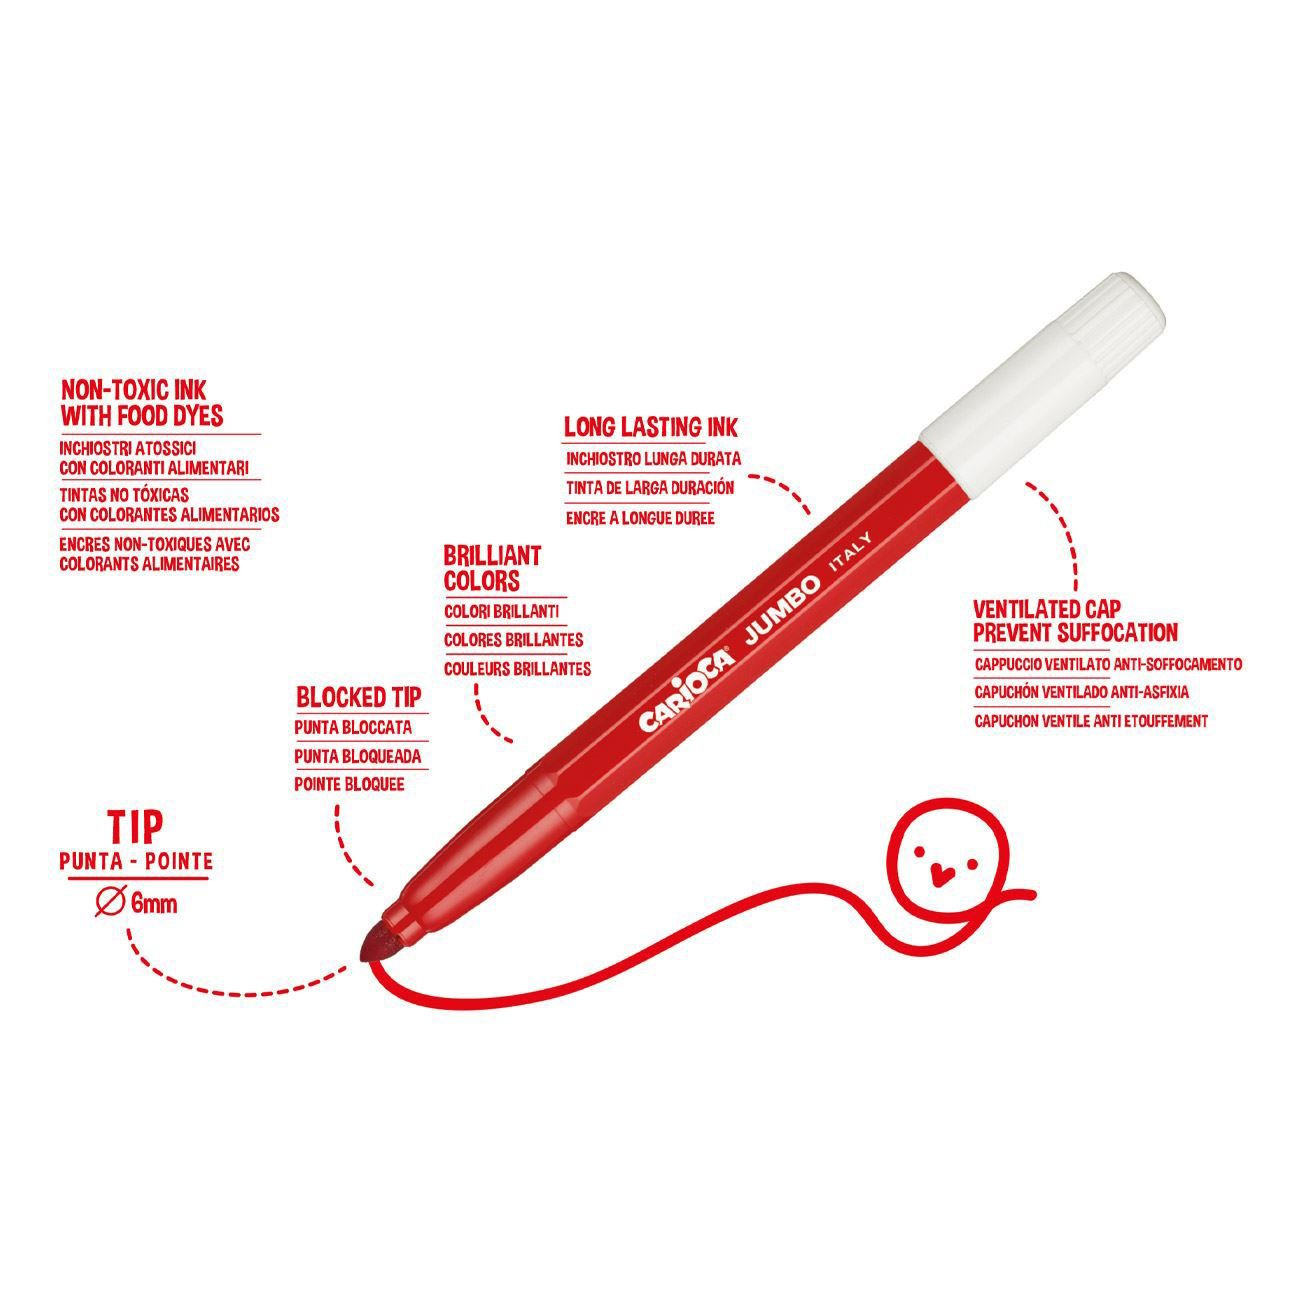 NON-TOXIC INK
WITH FOOD DYES
INCHIOSTRI ATOSSICI
CON COLORANTI ALIMENTARI
TINTAS NO TÓXICAS
CON COLORANTES ALIMENTARIOS
ENCRES NON-TOXIQUES AVEC
COLORANTS ALIMENTAIRES
LONG LASTING INK
INCHIOSTRO LUNGA DURATA
TINTA DE LARGA DURACIÓN
ENCRE A LONGUE DUREE
BRILLIANT
COLORS
COLORI BRILLANTI
COLORES BRILLANTES
COULEURS BRILLANTES
BLOCKED TIP
PUNTA BLOCCATA
PUNTA BLOQUEADA
POINTE BLOQUEE
TIP
PUNTA - POINTE
Ø 6mm
CARIOCA® JUMBO ITALY
VENTILATED CAP
PREVENT SUFFOCATION
CAPPUCCIO VENTILATO ANTI-SOFFOCAMENTO
CAPUCHÓN VENTILADO ANTI-ASFIXIA
CAPUCHON VENTILE ANTI ETOUFFEMENT